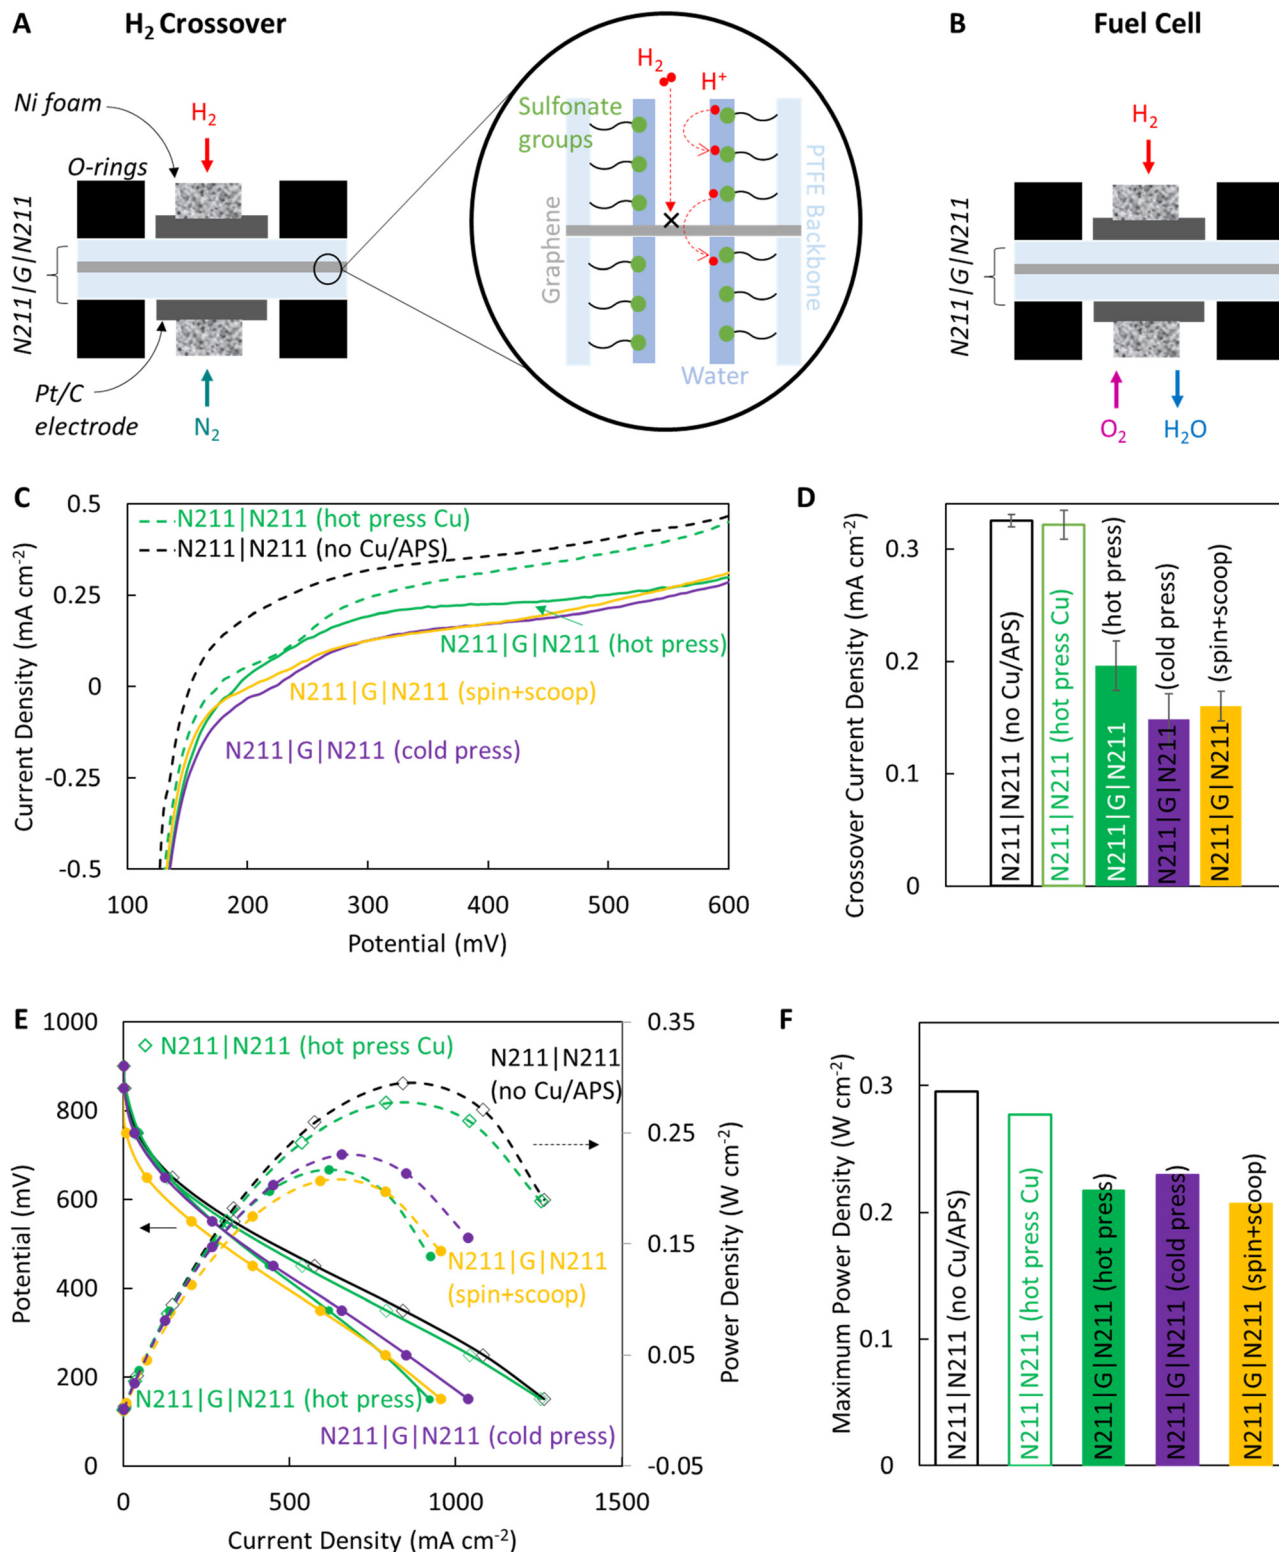 A
H2 Crossover
Ni foam
H2
O-rings
N211|G|N211
Pt/C
electrode
N2
H2
H+
Sulfonate
groups
Graphene
PTFE Backbone
Water
B
Fuel Cell
H2
N211|G|N211
O2
H2O
C
Current Density (mA cm-2)
0.5
0.25
0
-0.25
-0.5
N211|N211 (hot press Cu)
N211|N211 (no Cu/APS)
N211|G|N211 (hot press)
N211|G|N211 (spin+scoop)
N211|G|N211 (cold press)
100
200
300
400
500
600
Potential (mV)
D
Crossover Current Density (mA cm-2)
0.3
0.2
0.1
0
N211|N211 (no Cu/APS)
N211|N211 (hot press Cu)
N211|G|N211 (hot press)
N211|G|N211 (cold press)
N211|G|N211 (spin+scoop)
E
Potential (mV)
1000
800
600
400
200
0
N211|N211 (hot press Cu)
N211|N211
(no Cu/APS)
N211|G|N211
(spin+scoop)
N211|G|N211 (hot press)
N211|G|N211 (cold press)
0.35
0.25
0.15
0.05
-0.05
Power Density (W cm-2)
0
500
1000
1500
Current Density (mA cm-2)
F
Maximum Power Density (W cm-2)
0.3
0.2
0.1
0
N211|N211 (no Cu/APS)
N211|N211 (hot press Cu)
N211|G|N211 (hot press)
N211|G|N211 (cold press)
N211|G|N211 (spin+scoop)